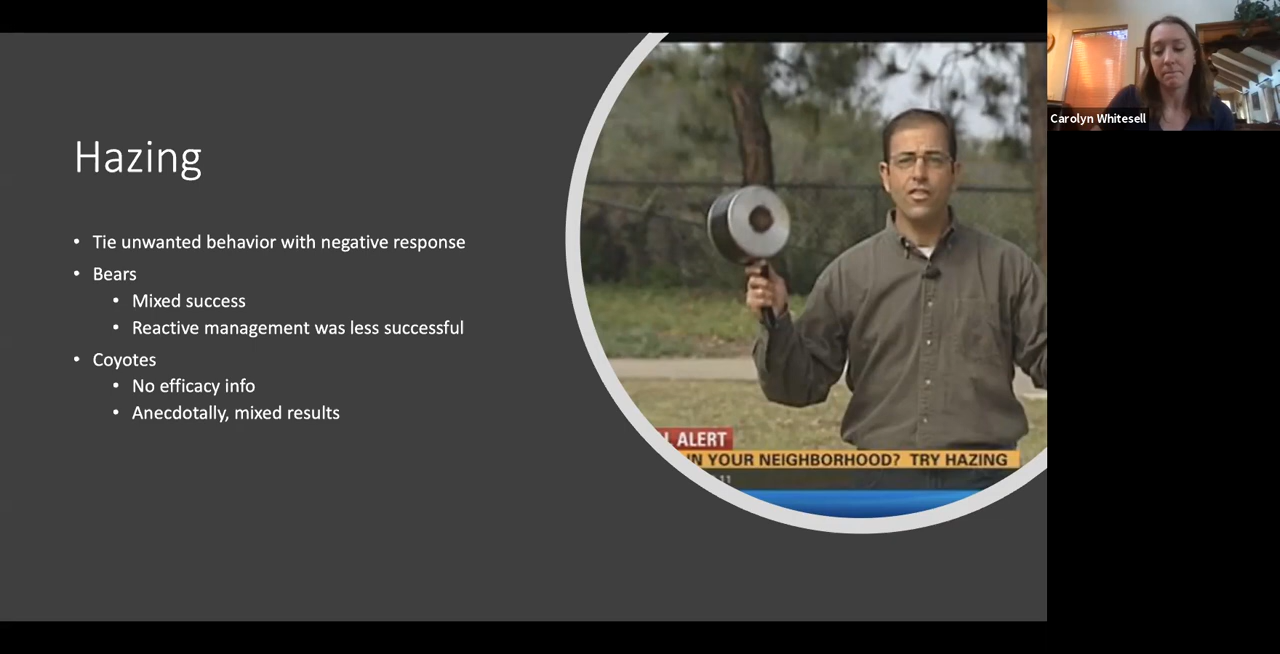 Hazing
• Tie unwanted behavior with negative response
• Bears
• Mixed success
• Reactive management was less successful
• Coyotes
• No efficacy info
• Anecdotally, mixed results
ALERT
IN YOUR NEIGHBORHOOD? TRY HAZING
11
Carolyn Whitesell